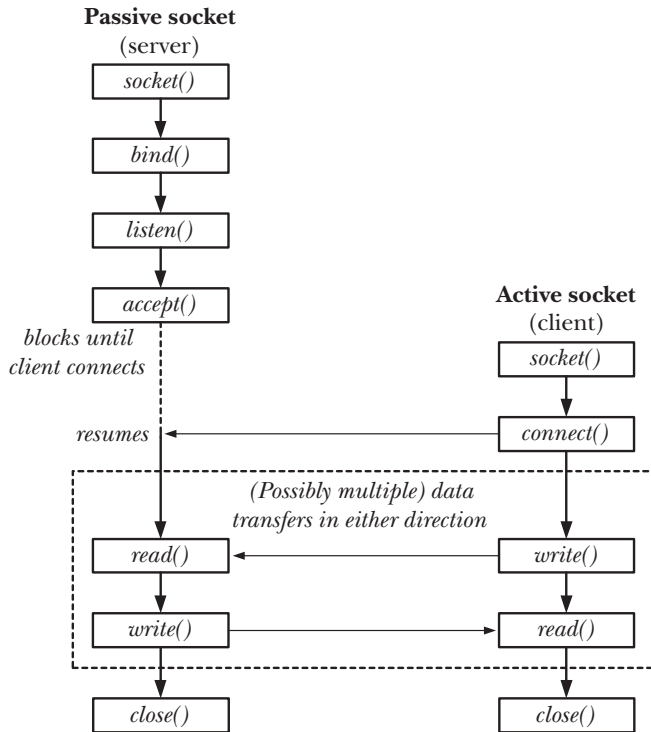 Passive socket
(server)
socket()
bind()
listen()
accept()
blocks until
client connects
resumes
Active socket
(client)
socket()
connect()
(Possibly multiple) data
transfers in either direction
read()
write()
write()
read()
close()
close()